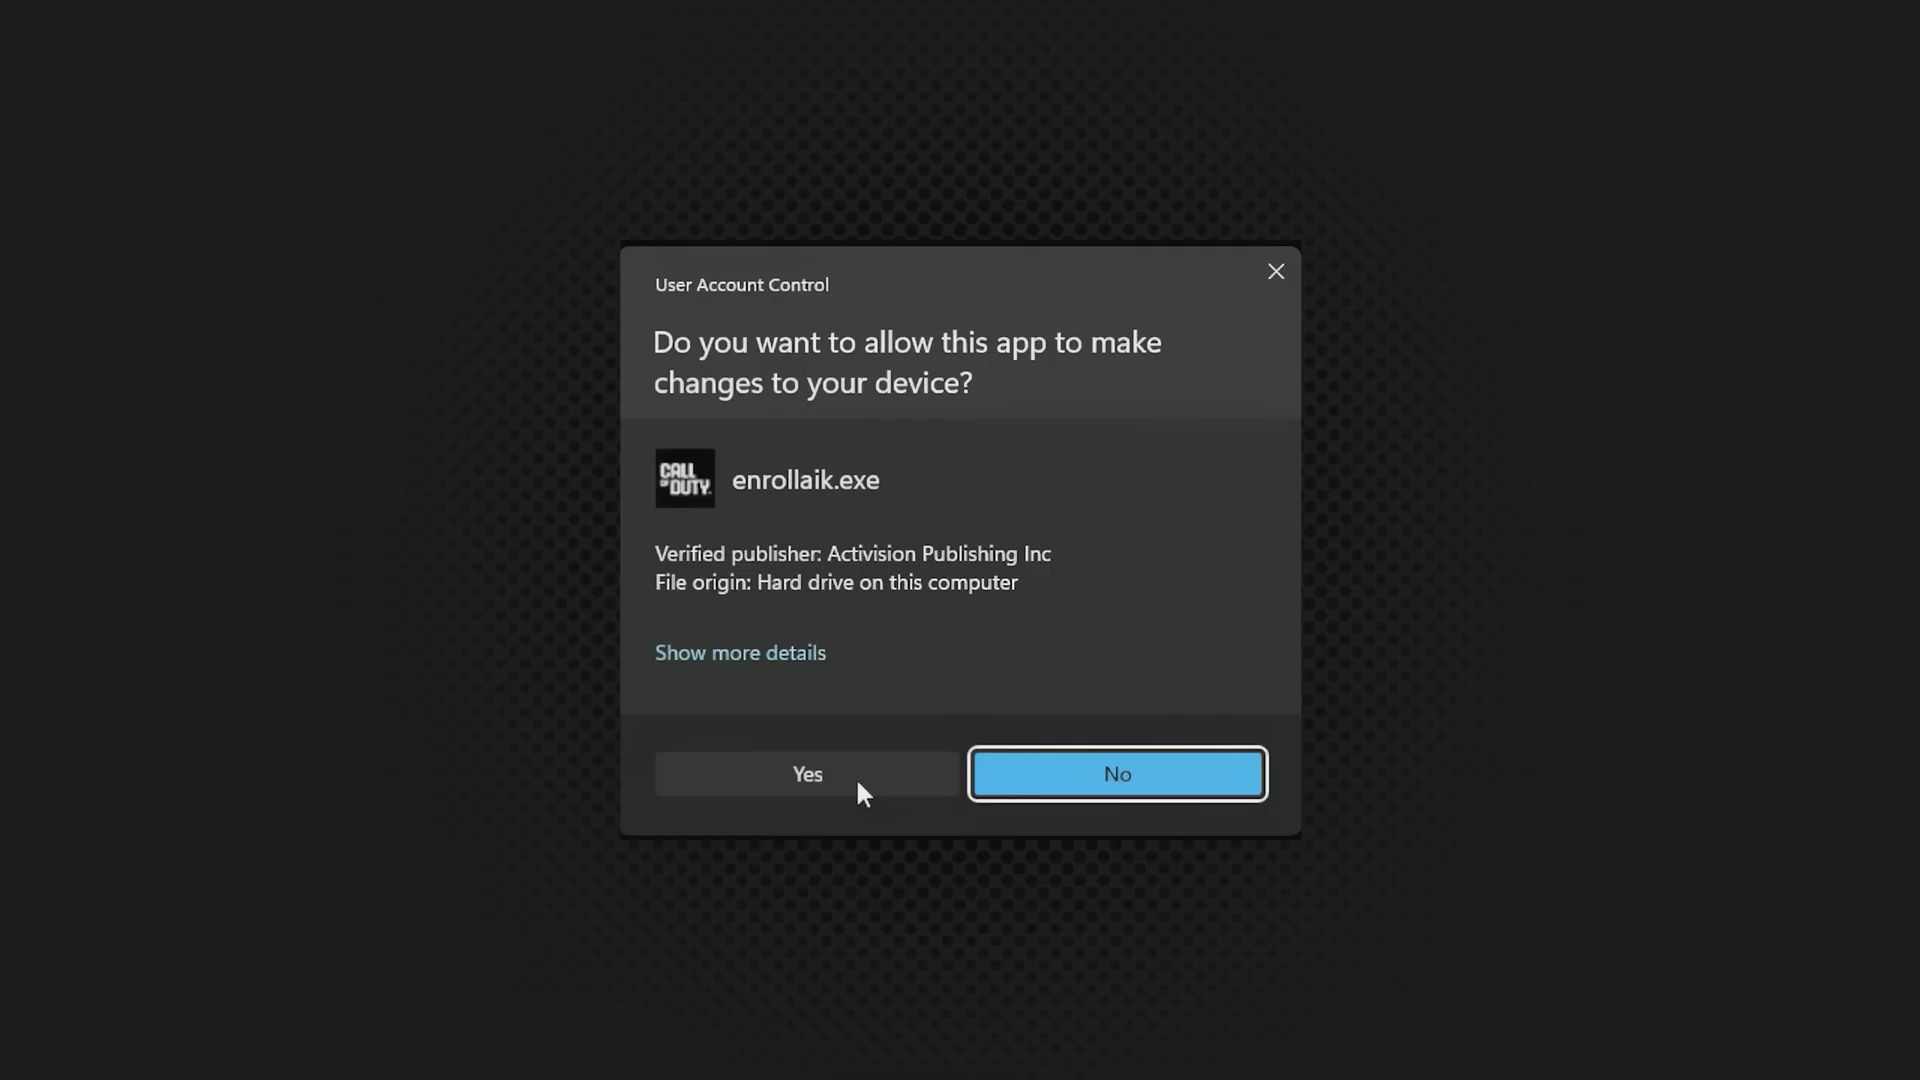 User Account Control
Do you want to allow this app to make
changes to your device?
CALL
OF DUTY
enrollaik.exe
Verified publisher: Activision Publishing Inc
File origin: Hard drive on this computer
Show more details
Yes
No